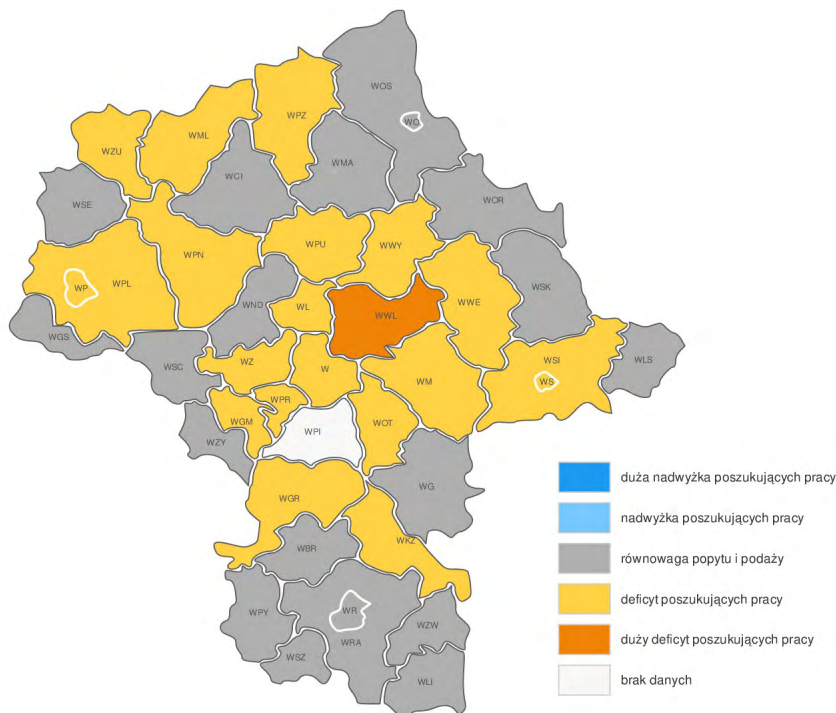 WOS
WO
WPZ
WML
WZU
WCI
WMA
WSE
WOR
WPU
WWY
WPN
WSK
WP
WPL
WND
WL
WWL
WWE
WGS
WSC
WZ
W
WM
WSI
WLS
WS
WPR
WGM
WPI
WOT
WZY
WG
duża nadwyżka poszukujących pracy
WGR
nadwyżka poszukujących pracy
WKZ
WBR
równowaga popytu i podaży
deficyt poszukujących pracy
WPY
WR
WZW
WRA
WSZ
duży deficyt poszukujących pracy
WLI
brak danych